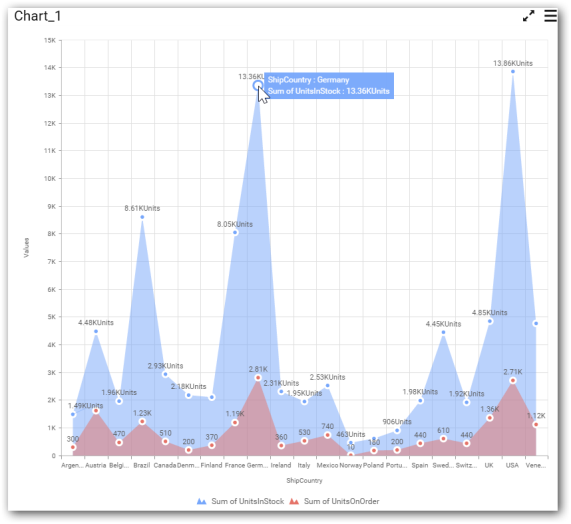 Chart_1
15K
14K
13K
12K
11K
10K
9K
8K
7K
6K
5K
4K
3K
2K
1K
0
Values
ShipCountry : Germany
Sum of UnitsInStock : 13.36KUnits
1.49KUnits
4.48KUnits
1.96KUnits
8.61KUnits
2.93KUnits
2.18KUnits
8.05KUnits
13.36KU
2.31KUnits
1.95KUnits
2.53KUnits
463Units
906Units
1.98KUnits
4.45KUnits
1.92KUnits
4.85KUnits
13.86KUnits
300
470
1.23K
510
200
370
1.19K
2.81K
360
530
740
10
180
200
440
610
440
1.36K
2.71K
1.12K
Argen... Austria Belgi... Brazil Canada Denm... Finland France Germ... Ireland Italy Mexico Norway Poland Portu... Spain Swed... Switz... UK USA Vene...
ShipCountry
Sum of UnitsInStock Sum of UnitsOnOrder